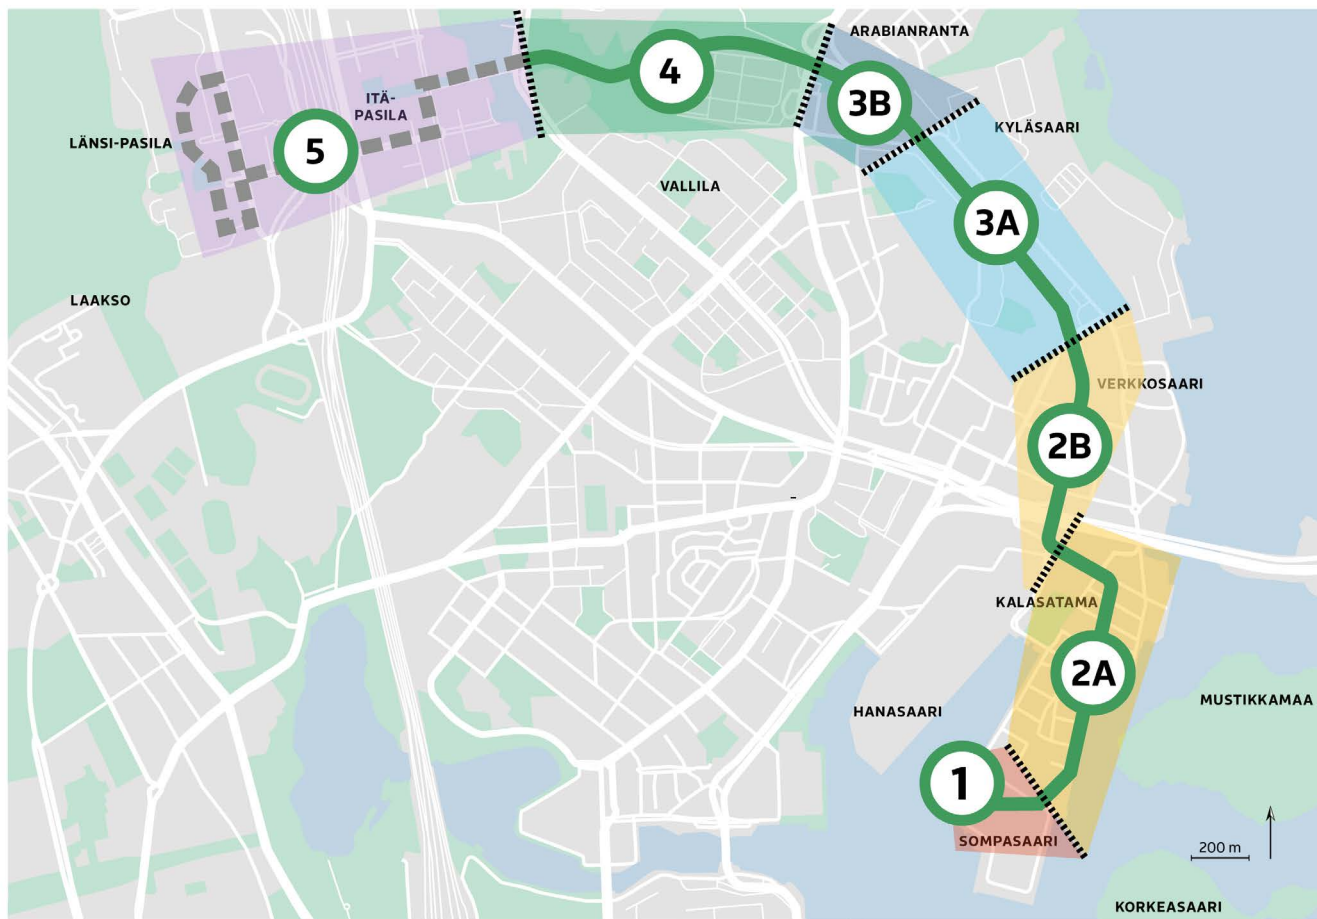 ARABIANRANTA
4
3B
ITÄ-
PASILA
KYLÄSAARI
LÄNSI-PASILA
5
VALLILA
3A
LAAKSO
VERKKOSAARI
2B
KALASATAMA
2A
MUSTIKKAMAA
HANASAARI
1
SOMPASAARI
200 m
KORKEASAARI